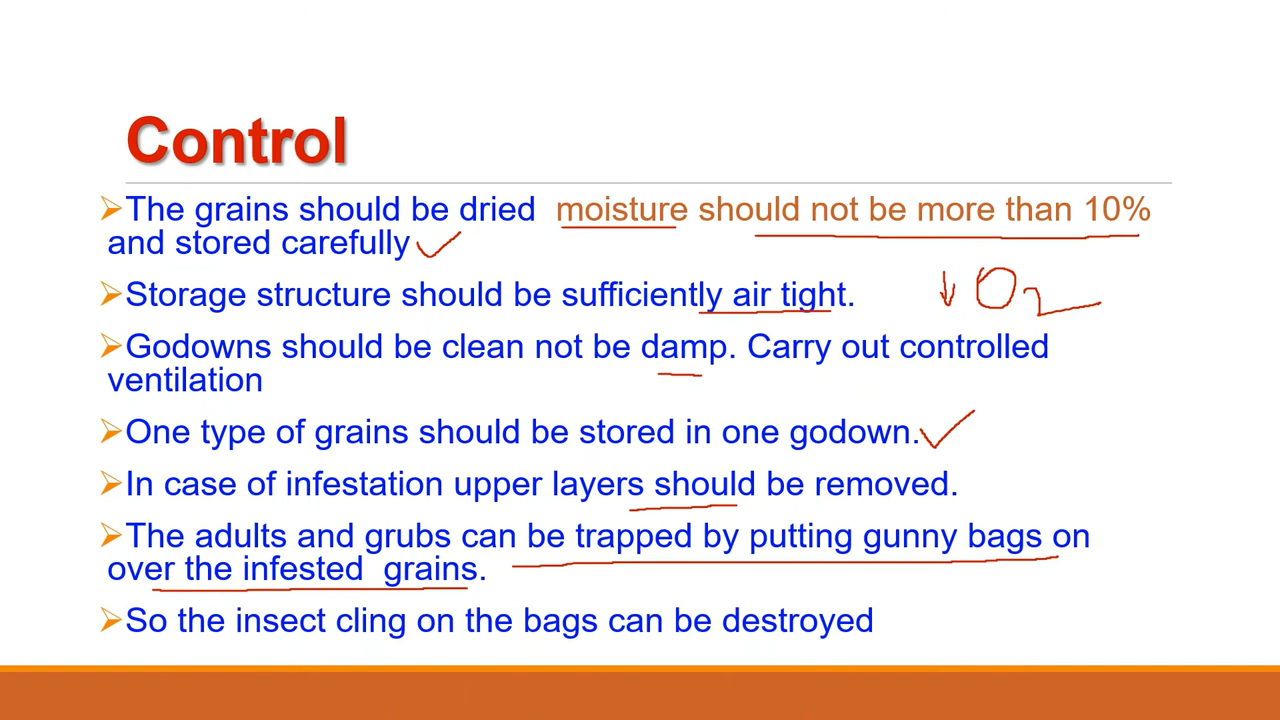 Control
➢The grains should be dried moisture should not be more than 10%
and stored carefully
➢Storage structure should be sufficiently air tight.
↓ O2
➢Godowns should be clean not be damp. Carry out controlled
ventilation
➢One type of grains should be stored in one godown.
➢In case of infestation upper layers should be removed.
➢The adults and grubs can be trapped by putting gunny bags on
over the infested grains.
➢So the insect cling on the bags can be destroyed